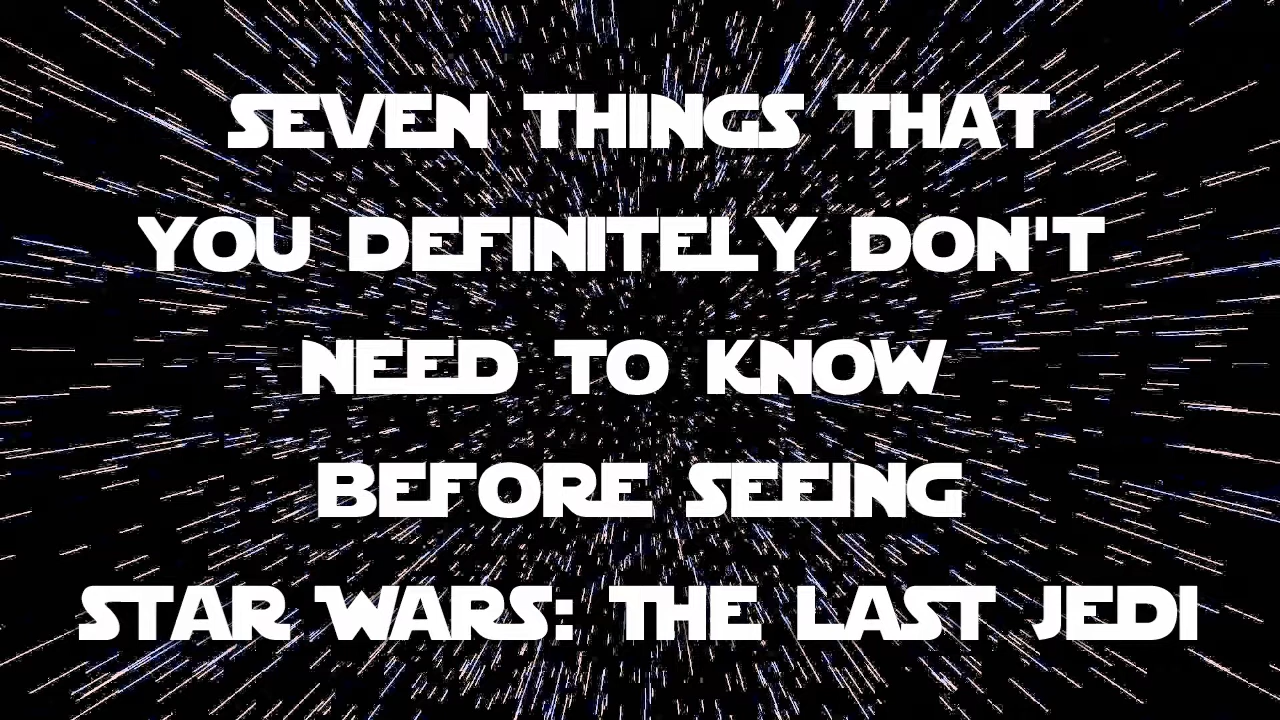 SEVEN THINGS THAT
YOU DEFINITELY DON'T
NEED TO KNOW
BEFORE SEEING
STAR WARS: THE LAST JEDI